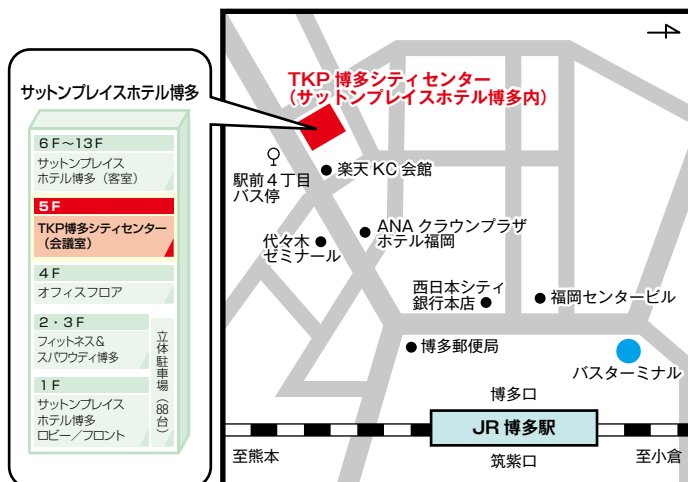 サットンプレイスホテル博多
6F～13F
サットンプレイス
ホテル博多（客室）
5F
TKP博多シティセンター
（会議室）
4F
オフィスフロア
2・3F
フィットネス＆
スパウディ博多
立体駐車場（88台）
1F
サットンプレイス
ホテル博多
ロビー／フロント
TKP 博多シティセンター
（サットンプレイスホテル博多内）
駅前４丁目
バス停
楽天 KC 会館
代々木
ゼミナール
ANA クラウンプラザ
ホテル福岡
西日本シティ
銀行本店
福岡センタービル
博多郵便局
バスターミナル
博多口
JR 博多駅
至熊本
筑紫口
至小倉